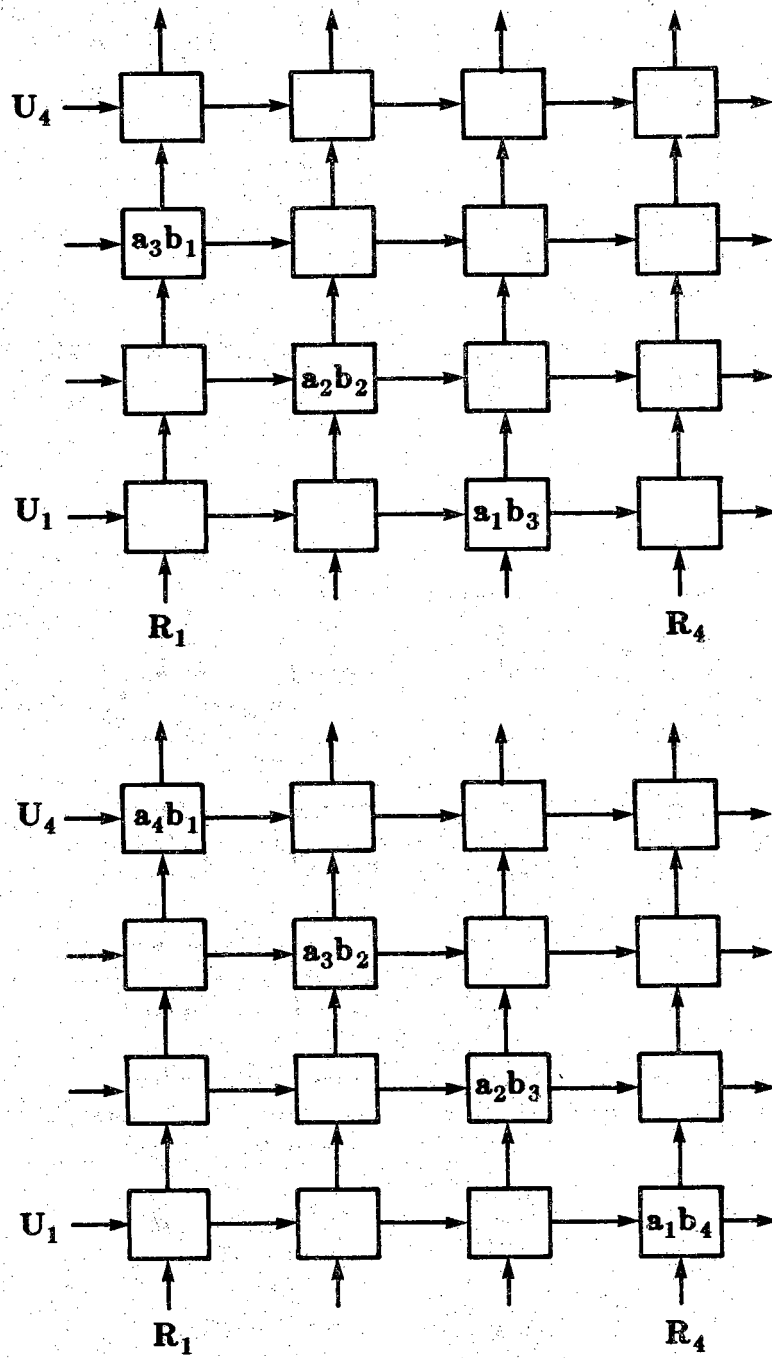 U₄
a₃b₁
a₂b₂
U₁ a₁b₃
R₁ R₄
U₄ a₄b₁
a₃b₂
a₂b₃
U₁ a₁b₄
R₁ R₄